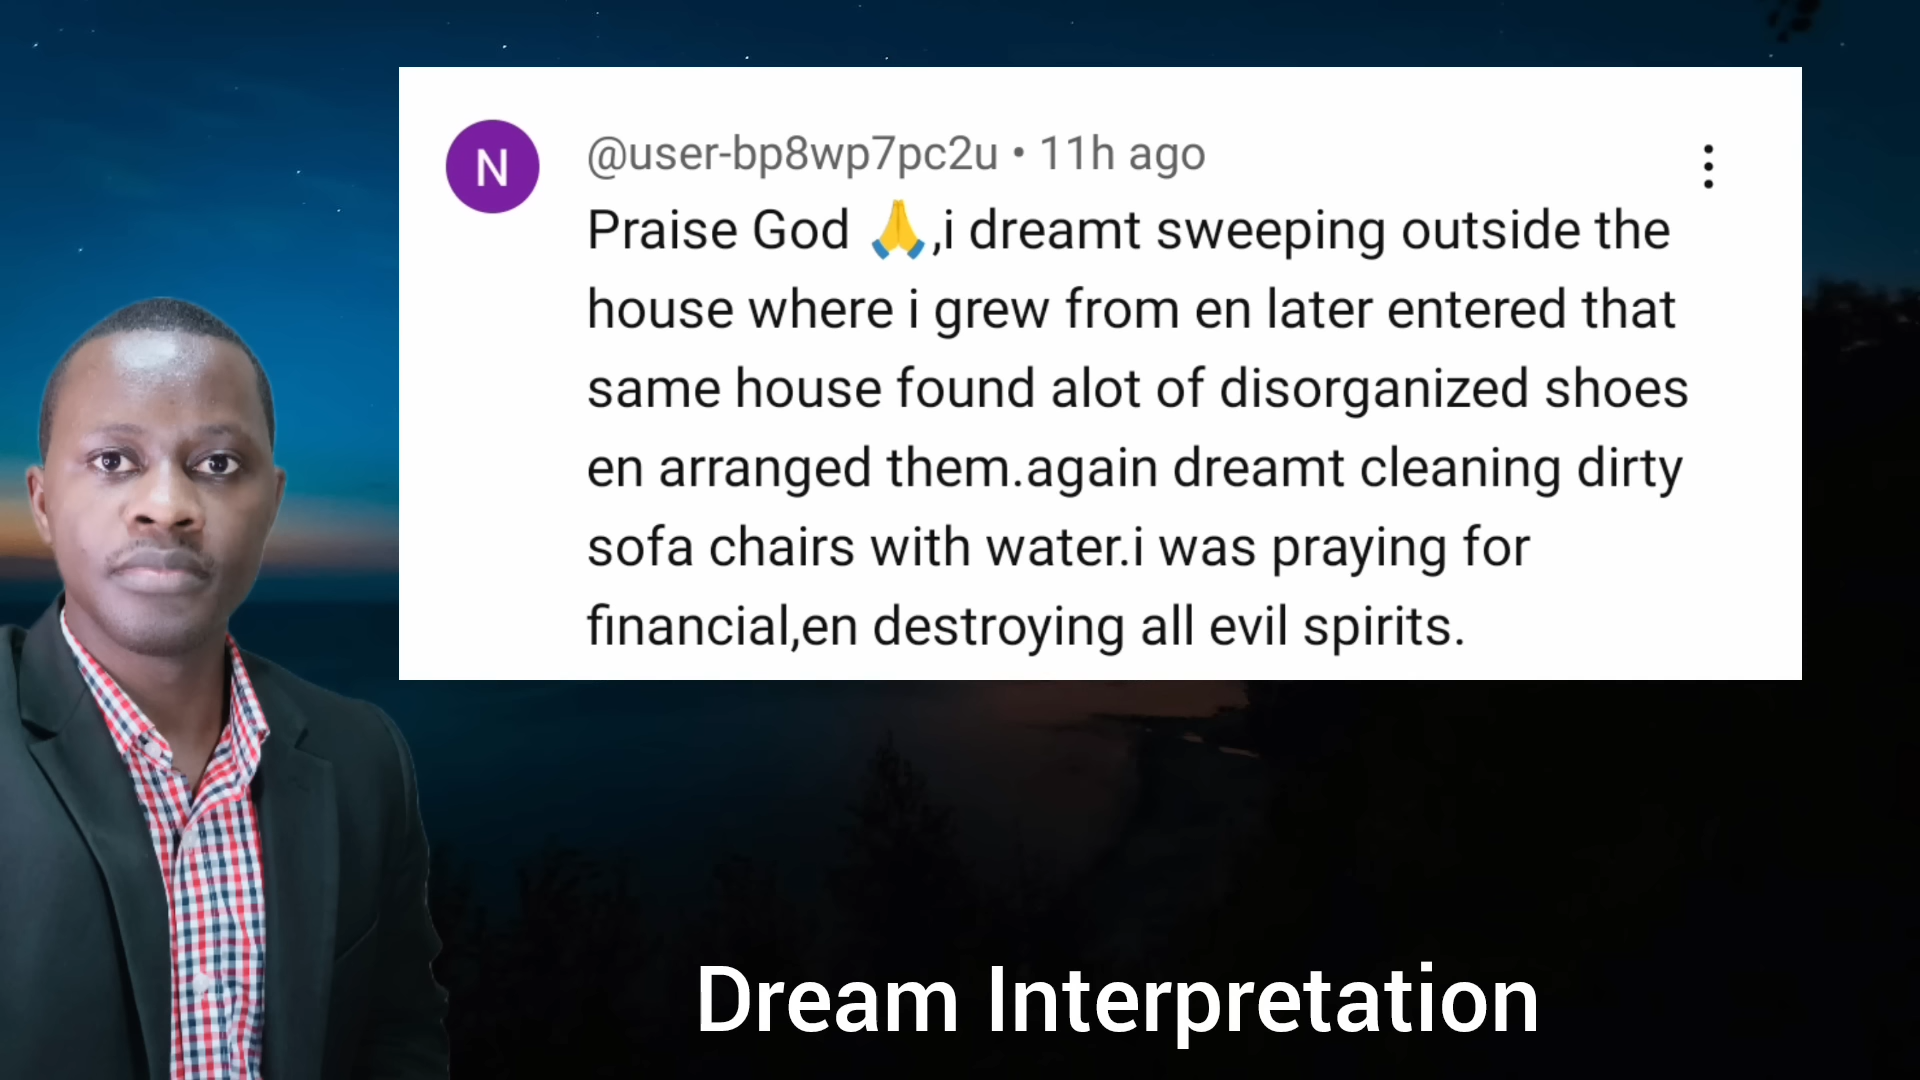 N
@user-bp8wp7pc2u • 11h ago
Praise God 🙏,i dreamt sweeping outside the
house where i grew from en later entered that
same house found alot of disorganized shoes
en arranged them.again dreamt cleaning dirty
sofa chairs with water.i was praying for
financial,en destroying all evil spirits.
Dream Interpretation